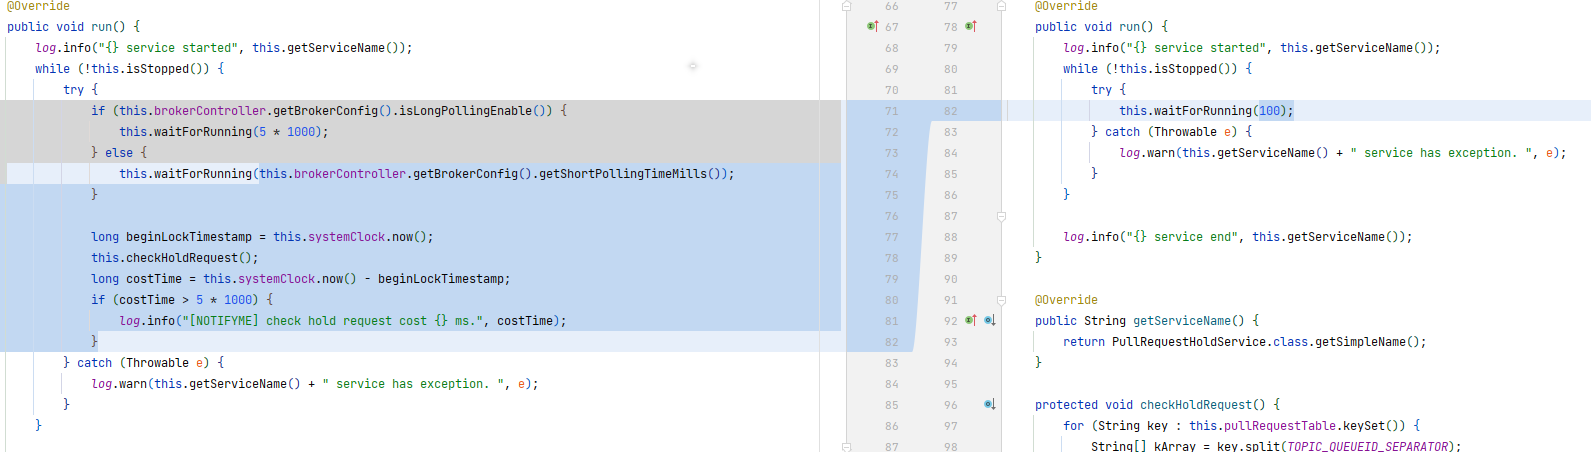 @Override
public void run() {
log.info("{} service started", this.getServiceName());
while (!this.isStopped()) {
try {
if (this.brokerController.getBrokerConfig().isLongPollingEnable()) {
this.waitForRunning(5 * 1000);
} else {
this.waitForRunning(this.brokerController.getBrokerConfig().getShortPollingTimeMills());
}
long beginLockTimestamp = this.systemClock.now();
this.checkHoldRequest();
long costTime = this.systemClock.now() - beginLockTimestamp;
if (costTime > 5 * 1000) {
log.info("[NOTIFYME] check hold request cost {} ms.", costTime);
}
} catch (Throwable e) {
log.warn(this.getServiceName() + " service has exception. ", e);
}
}
66 77
67 78
68 79
69 80
70 81
71 82
72 83
73 84
74 85
75 86
76 87
77 88
78 89
79 90
80 91
81 92
82 93
83 94
84 95
85 96
86 97
87 98
@Override
public void run() {
log.info("{} service started", this.getServiceName());
while (!this.isStopped()) {
try {
this.waitForRunning(100);
} catch (Throwable e) {
log.warn(this.getServiceName() + " service has exception. ", e);
}
}
log.info("{} service end", this.getServiceName());
}
@Override
public String getServiceName() {
return PullRequestHoldService.class.getSimpleName();
}
protected void checkHoldRequest() {
for (String key : this.pullRequestTable.keySet()) {
String[] kArray = key.split(TOPIC_QUEUEID_SEPARATOR);